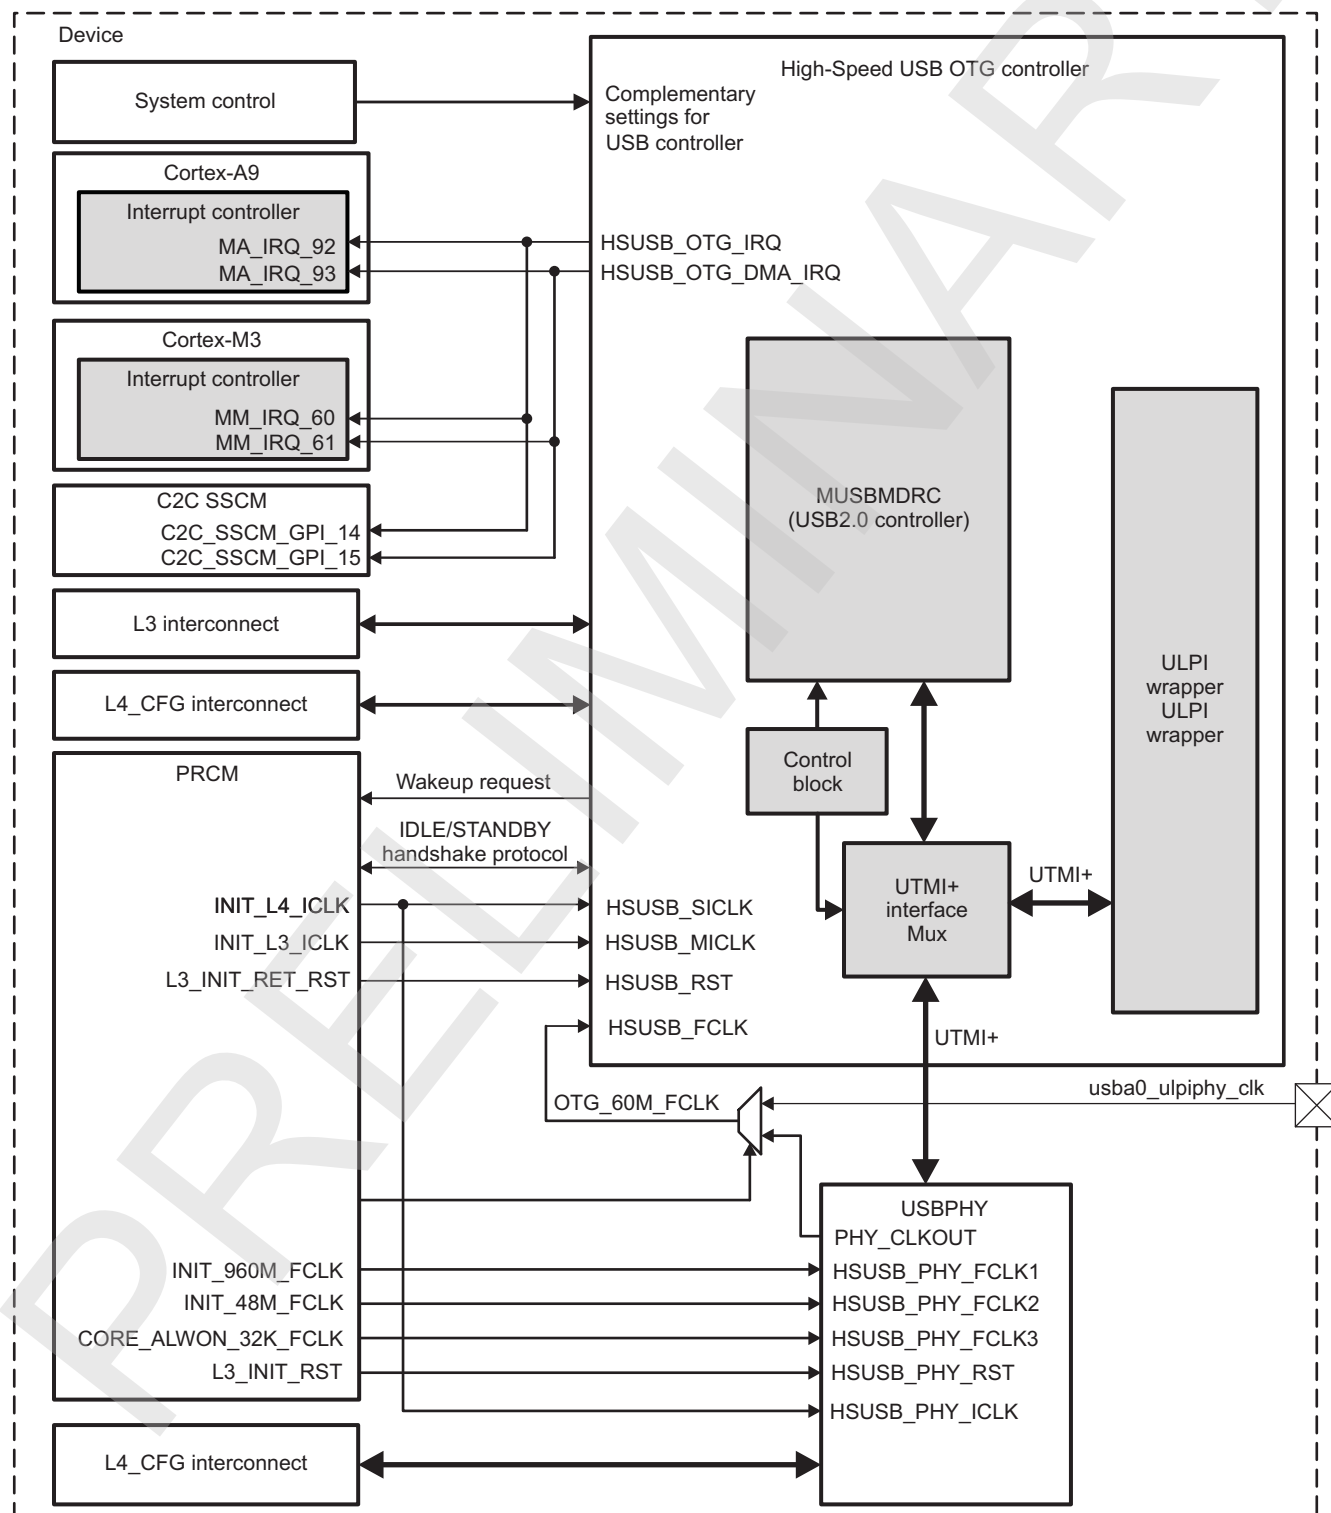 Device
System control
High-Speed USB OTG controller
Complementary
settings for
USB controller
Cortex-A9
Interrupt controller
MA_IRQ_92
MA_IRQ_93
HSUSB_OTG_IRQ
HSUSB_OTG_DMA_IRQ
Cortex-M3
Interrupt controller
MM_IRQ_60
MM_IRQ_61
C2C SSCM
C2C_SSCM_GPI_14
C2C_SSCM_GPI_15
MUSBMDRC
(USB2.0 controller)
L3 interconnect
L4_CFG interconnect
ULPI
wrapper
ULPI
wrapper
Control
block
PRCM
Wakeup request
IDLE/STANDBY
handshake protocol
UTMI+
interface
Mux
UTMI+
INIT_L4_ICLK
HSUSB_SICLK
INIT_L3_ICLK
HSUSB_MICLK
L3_INIT_RET_RST
HSUSB_RST
HSUSB_FCLK
UTMI+
OTG_60M_FCLK
usba0_ulpiphy_clk
USBPHY
PHY_CLKOUT
INIT_960M_FCLK
HSUSB_PHY_FCLK1
INIT_48M_FCLK
HSUSB_PHY_FCLK2
CORE_ALWON_32K_FCLK
HSUSB_PHY_FCLK3
L3_INIT_RST
HSUSB_PHY_RST
HSUSB_PHY_ICLK
L4_CFG interconnect
PRELIMINAR